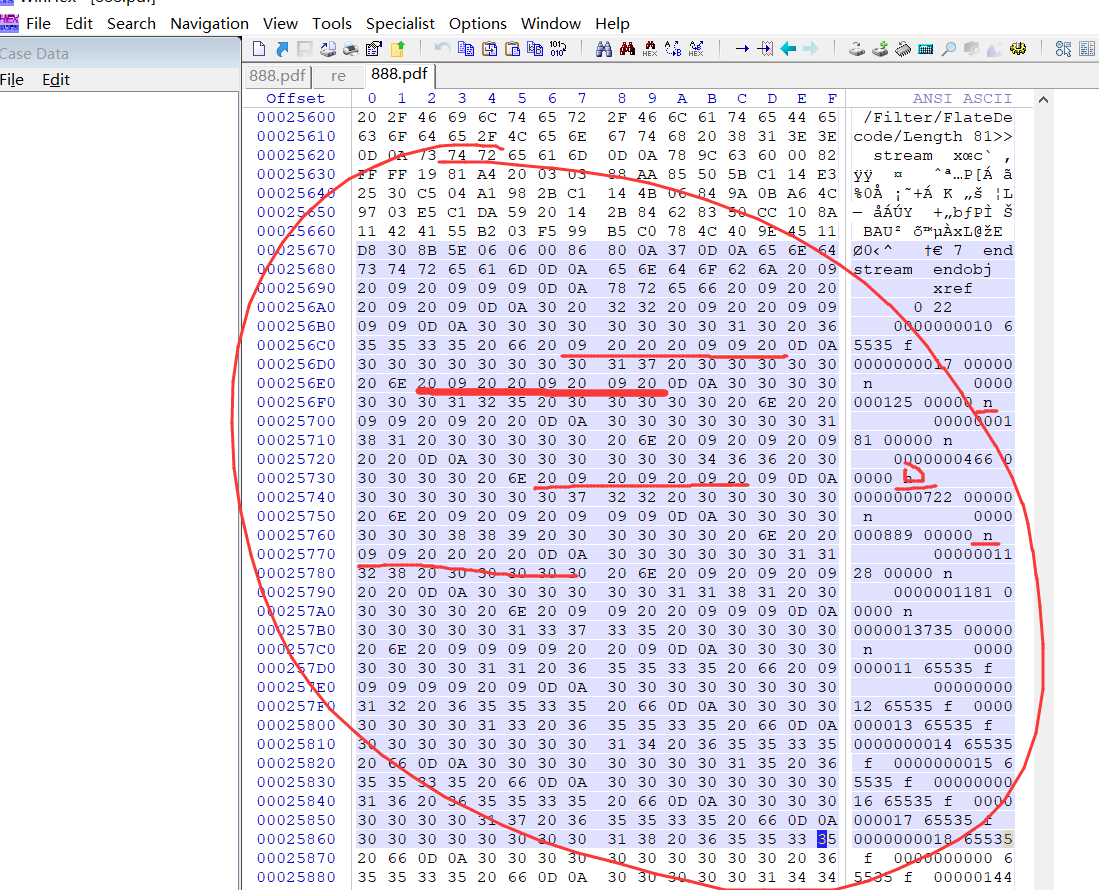 WinHex - [888.pdf]
File Edit Search Navigation View Tools Specialist Options Window Help
Case Data
File Edit
888.pdf re 888.pdf
Offset 0 1 2 3 4 5 6 7 8 9 A B C D E F ANSI ASCII
00025600 20 2F 46 69 6C 74 65 72 2F 46 6C 61 74 65 44 65 /Filter/FlateDe
00025610 63 6F 64 65 2F 4C 65 6E 67 74 68 20 38 31 3E 3E code/Length 81>>
00025620 0D 0A 73 74 72 65 61 6D 0D 0A 78 9C 63 60 00 82 stream xœc` ‚
00025630 FF FF 19 81 A4 20 03 03 88 AA 85 50 5B C1 14 E3 ÿÿ ¤ ˆª…P[Á ã
00025640 25 30 C5 04 A1 98 2B C1 14 4B 06 84 9A 0B A6 4C %0Å ¡˜+Á K „š ¦L
00025650 97 03 E5 C1 DA 59 20 14 2B 84 62 83 50 CC 10 8A — åÁÚY +„bƒPÌ Š
00025660 11 42 41 55 B2 03 F5 99 B5 C0 78 4C 40 9E 45 11 BAU² õ™µÀxL@žE
00025670 D8 30 8B 5E 06 06 00 86 80 0A 37 0D 0A 65 6E 64 Ø0‹^ †€ 7 end
00025680 73 74 72 65 61 6D 0D 0A 65 6E 64 6F 62 6A 20 09 stream endobj
00025690 20 09 20 09 09 09 0D 0A 78 72 65 66 20 09 20 20 xref
000256A0 20 09 20 09 0D 0A 30 20 32 32 20 09 20 20 09 09 0 22
000256B0 09 09 0D 0A 30 30 30 30 30 30 30 30 31 30 20 36 0000000010 6
000256C0 35 35 33 35 20 66 20 09 20 20 20 09 09 20 0D 0A 5535 f
000256D0 30 30 30 30 30 30 30 30 31 37 20 30 30 30 30 30 0000000017 00000
000256E0 20 6E 20 09 20 20 09 20 09 20 0D 0A 30 30 30 30 n 0000
000256F0 30 30 30 31 32 35 20 30 30 30 30 30 20 6E 20 20 000125 00000 n
00025700 09 09 20 09 20 20 0D 0A 30 30 30 30 30 30 30 31 00000001
00025710 38 31 20 30 30 30 30 30 20 6E 20 09 20 09 20 09 81 00000 n
00025720 20 20 0D 0A 30 30 30 30 30 30 30 34 36 36 20 30 0000000466 0
00025730 30 30 30 30 20 6E 20 09 20 09 20 09 20 09 0D 0A 0000 n
00025740 30 30 30 30 30 30 30 37 32 32 20 30 30 30 30 30 0000000722 00000
00025750 20 6E 20 09 20 09 20 09 09 09 0D 0A 30 30 30 30 n 0000
00025760 30 30 30 38 38 39 20 30 30 30 30 30 20 6E 20 20 000889 00000 n
00025770 09 09 20 20 20 20 0D 0A 30 30 30 30 30 30 31 31 00000011
00025780 32 38 20 30 30 30 30 30 20 6E 20 09 20 09 20 09 28 00000 n
00025790 20 20 0D 0A 30 30 30 30 30 30 31 31 38 31 20 30 0000001181 0
000257A0 30 30 30 30 20 6E 20 09 09 20 20 09 09 09 0D 0A 0000 n
000257B0 30 30 30 30 30 31 33 37 33 35 20 30 30 30 30 30 0000013735 00000
000257C0 20 6E 20 09 09 09 09 20 20 09 0D 0A 30 30 30 30 n 0000
000257D0 30 30 30 30 31 31 20 36 35 35 33 35 20 66 20 09 000011 65535 f
000257E0 09 09 09 09 20 09 0D 0A 30 30 30 30 30 30 30 30 00000000
000257F0 31 32 20 36 35 35 33 35 20 66 0D 0A 30 30 30 30 12 65535 f 0000
00025800 30 30 30 30 31 33 20 36 35 35 33 35 20 66 0D 0A 000013 65535 f
00025810 30 30 30 30 30 30 30 30 31 34 20 36 35 35 33 35 0000000014 65535
00025820 20 66 0D 0A 30 30 30 30 30 30 30 30 31 35 20 36 f 0000000015 6
00025830 35 35 33 35 20 66 0D 0A 30 30 30 30 30 30 30 30 5535 f 00000000
00025840 31 36 20 36 35 35 33 35 20 66 0D 0A 30 30 30 30 16 65535 f 0000
00025850 30 30 30 30 31 37 20 36 35 35 33 35 20 66 0D 0A 000017 65535 f
00025860 30 30 30 30 30 30 30 30 31 38 20 36 35 35 33 35 0000000018 65535
00025870 20 66 0D 0A 30 30 30 30 30 30 30 30 30 30 20 36 f 0000000000 6
00025880 35 35 33 35 20 66 0D 0A 30 30 30 30 30 31 34 34 5535 f 00000144